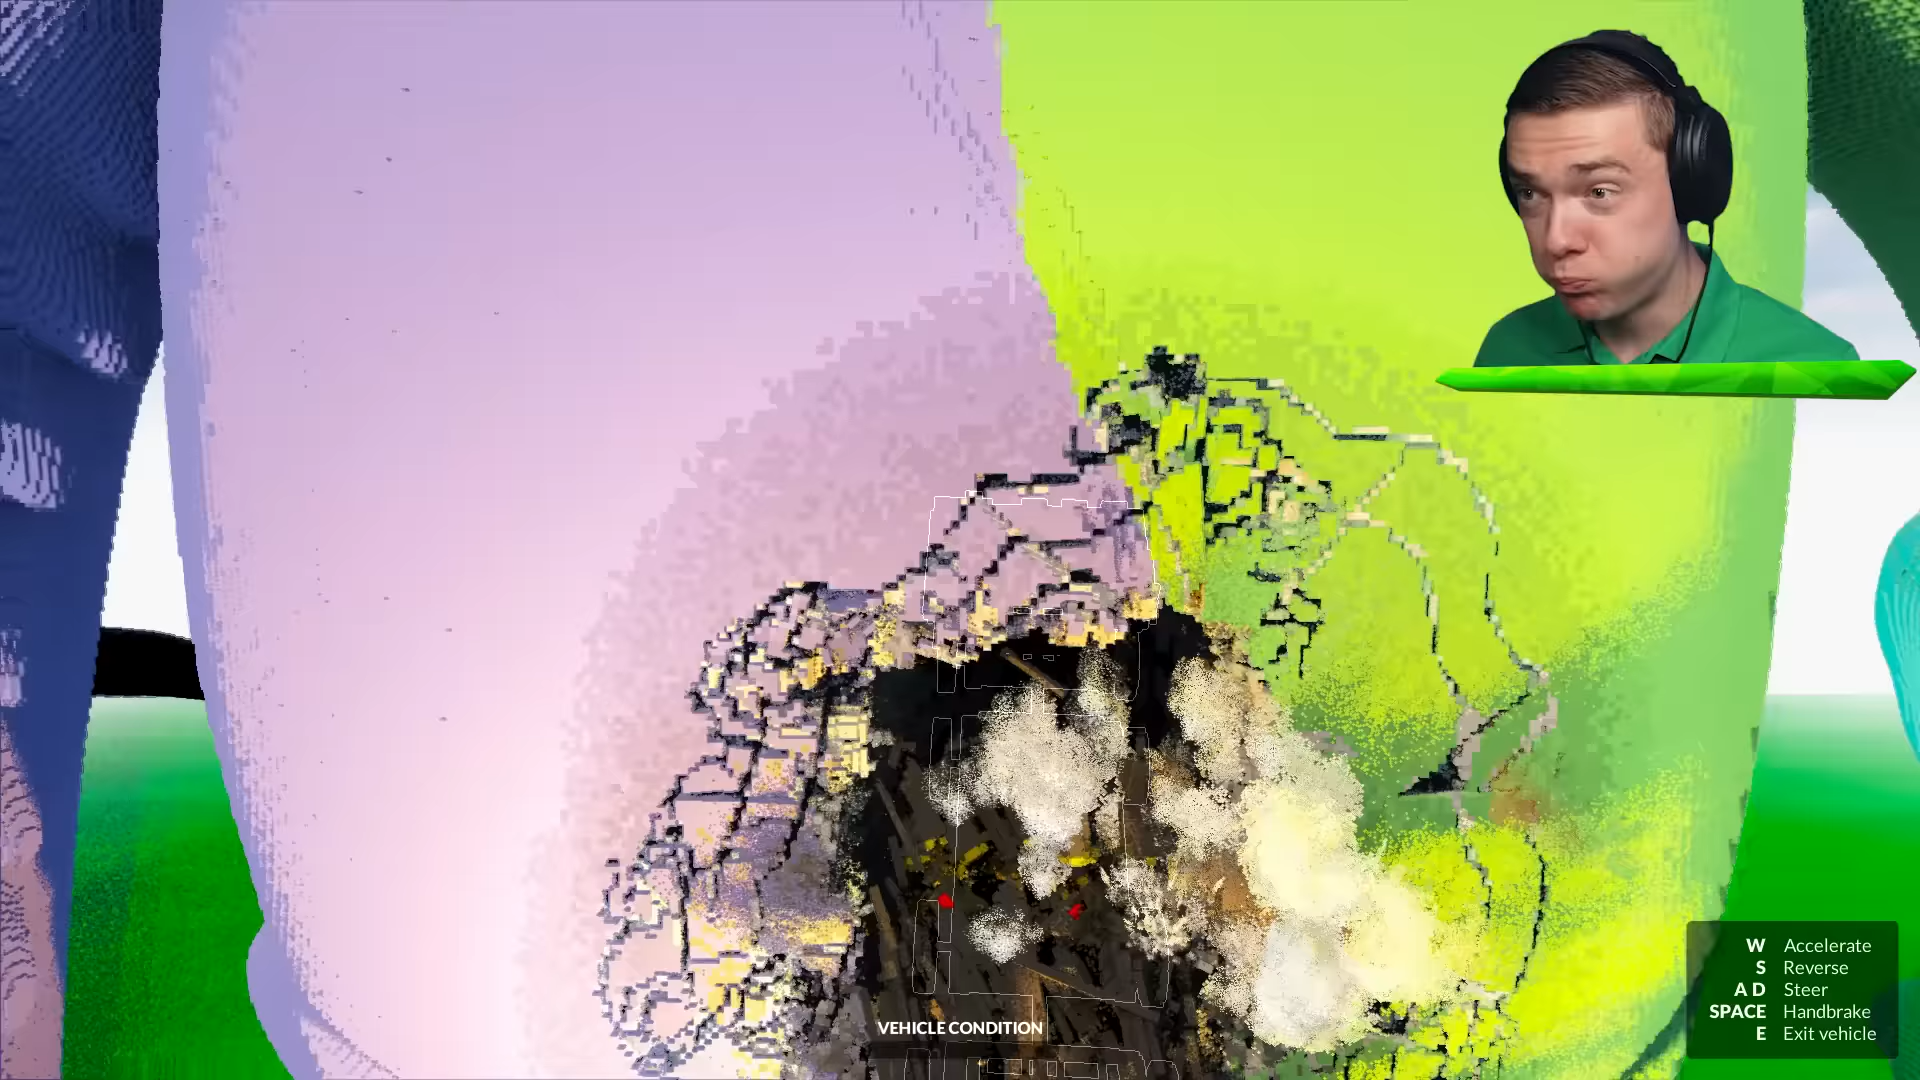 VEHICLE CONDITION
W Accelerate
S Reverse
A D Steer
SPACE Handbrake
E Exit vehicle